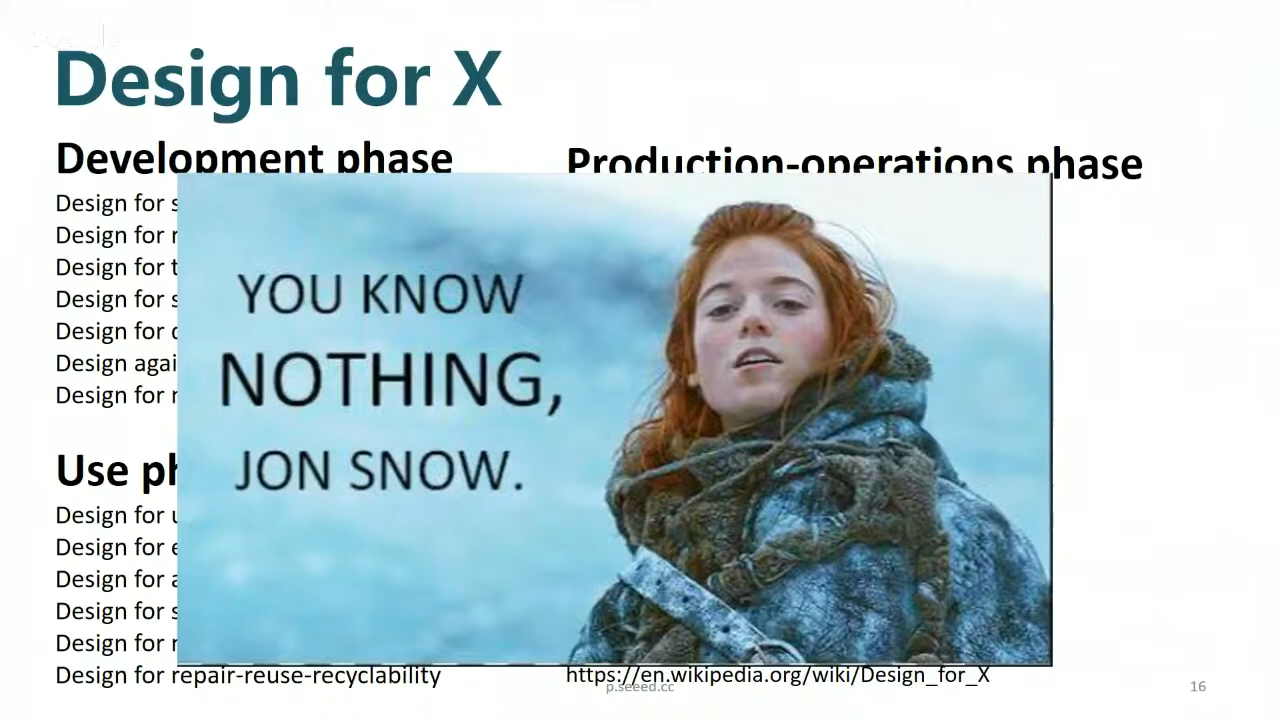 Design for X
Development phase
Design for s
Design for r
Design for t
Design for s
Design for
Design agai
Design for r
Use ph
Design for u
Design for e
Design for a
Design for s
Design for r
Design for repair-reuse-recyclability
Production-operations phase
YOU KNOW
NOTHING,
JON SNOW.
https://en.wikipedia.org/wiki/Design_for_X
p.seeed.cc
16